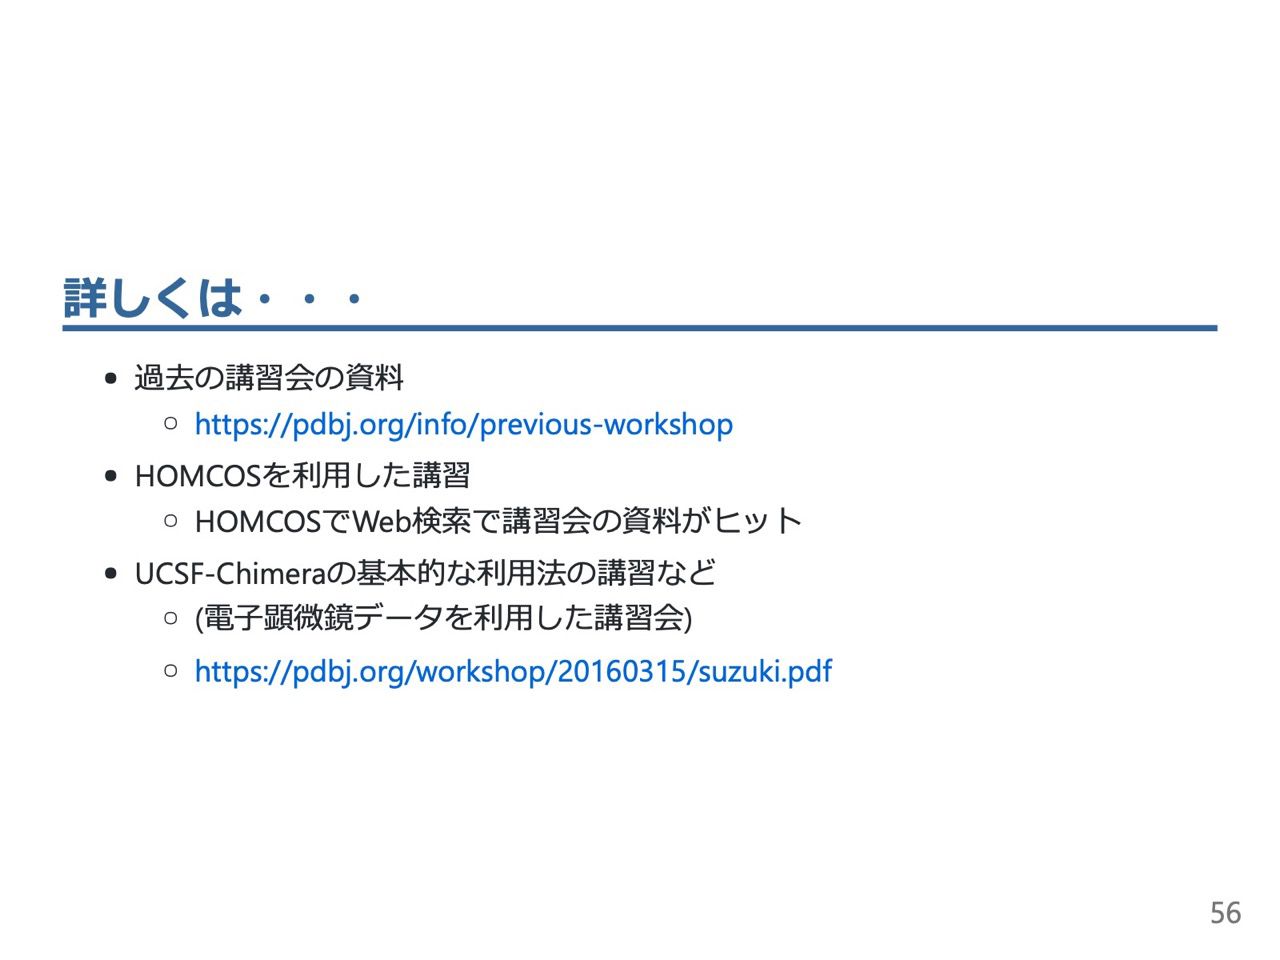 詳しくは・・・
過去の講習会の資料
https://pdbj.org/info/previous-workshop
HOMCOSを利用した講習
HOMCOSでWeb検索で講習会の資料がヒット
UCSF-Chimeraの基本的な利用法の講習など
(電子顕微鏡データを利用した講習会)
https://pdbj.org/workshop/20160315/suzuki.pdf
56